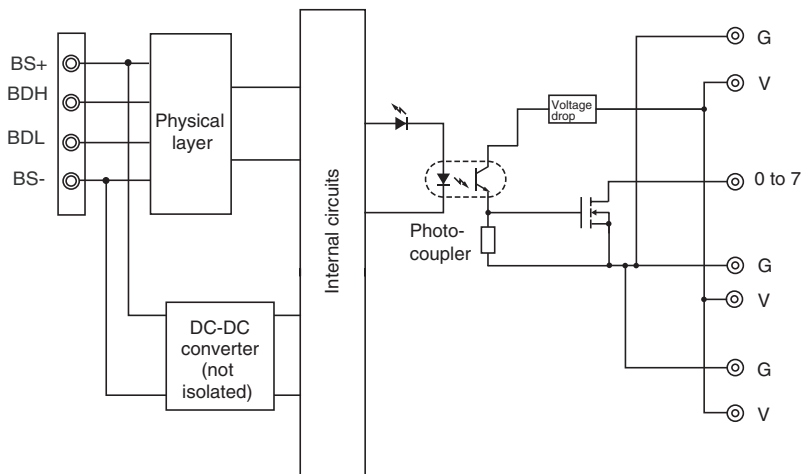 BS+
BDH
BDL
BS-
Physical
layer
DC-DC
converter
(not
isolated)
Internal circuits
Photo-
coupler
Voltage
drop
G
V
0 to 7
G
V
G
V